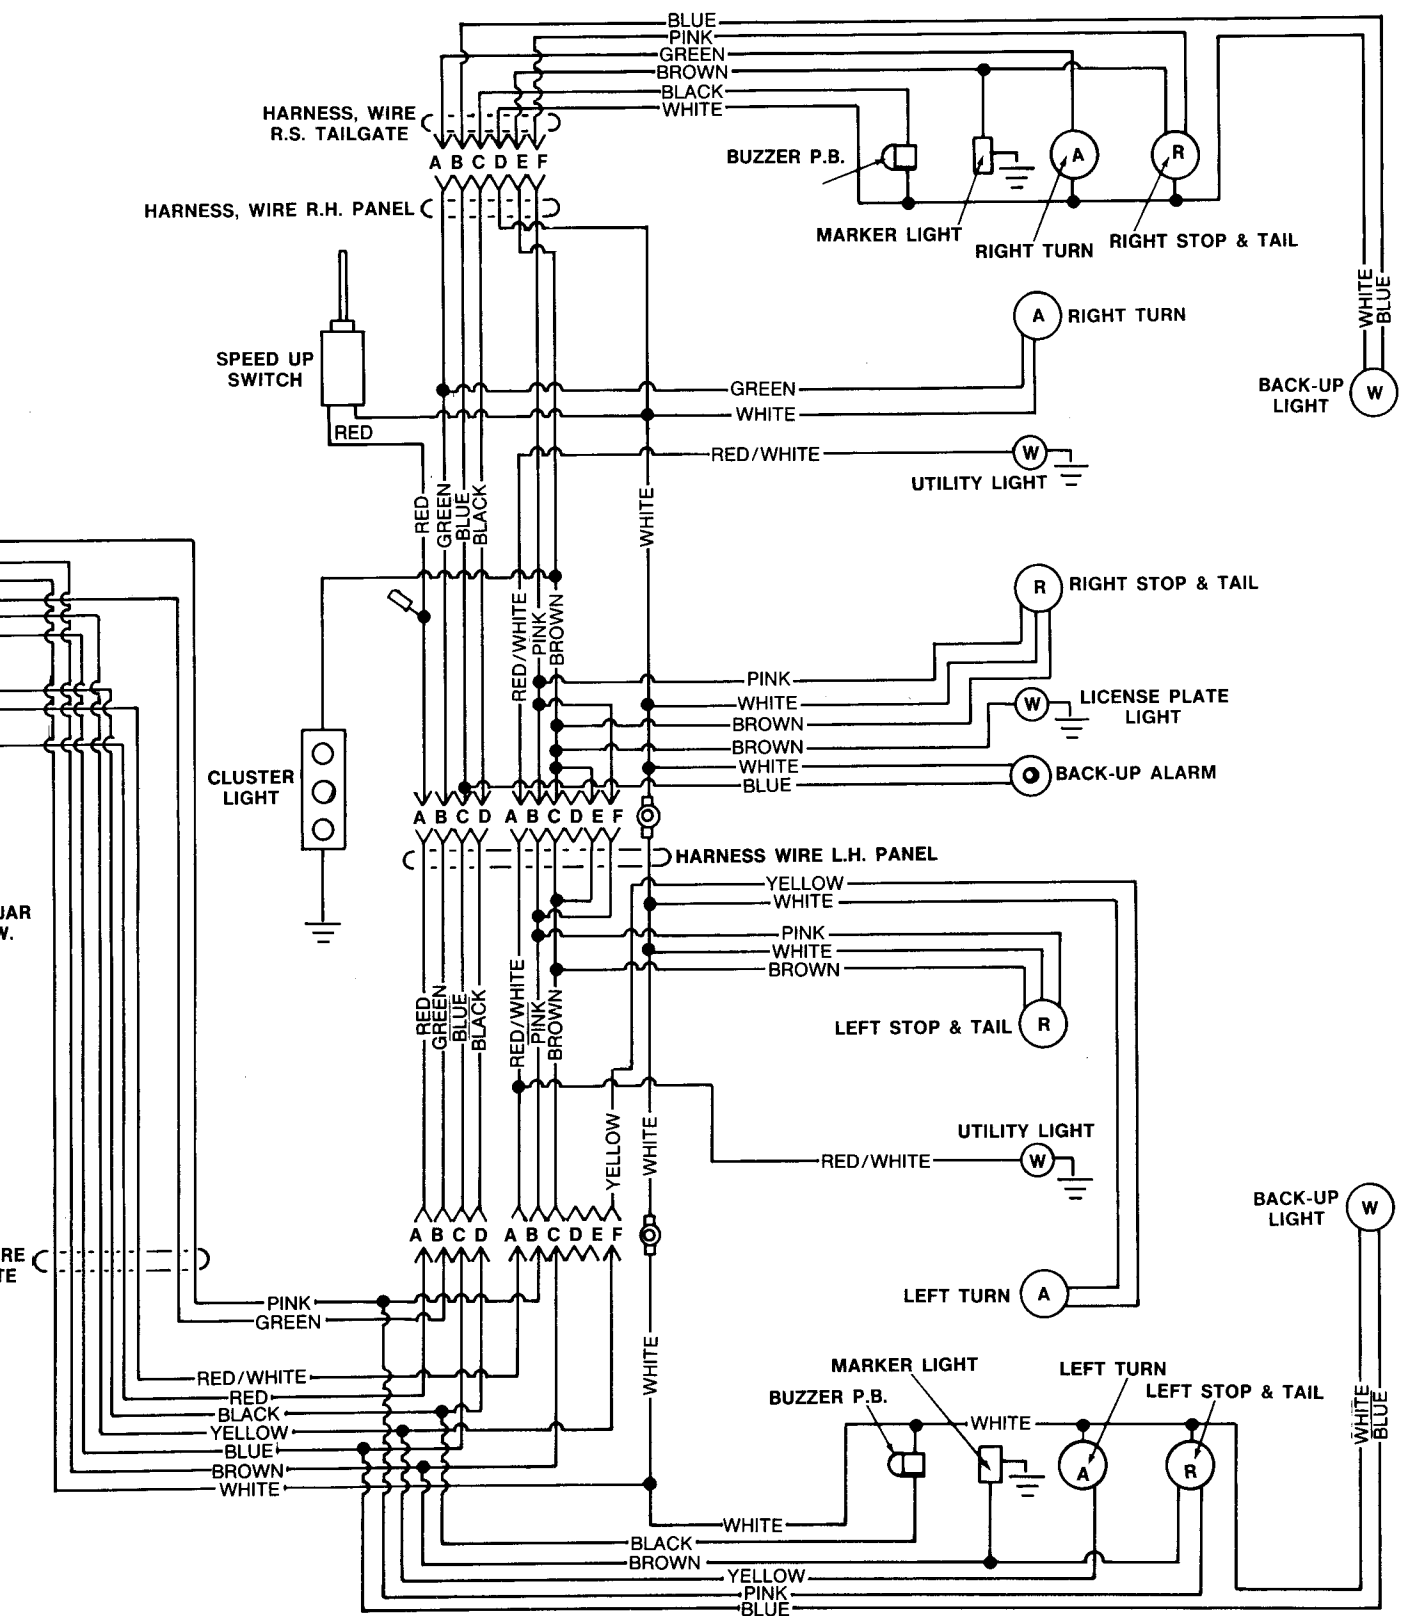 BLUE
PINK
GREEN
BROWN
BLACK
WHITE
HARNESS, WIRE
R.S. TAILGATE
A B C D E F
BUZZER P.B.
A
R
HARNESS, WIRE R.H. PANEL
MARKER LIGHT
RIGHT TURN
RIGHT STOP & TAIL
WHITE
BLUE
A
RIGHT TURN
SPEED UP
SWITCH
GREEN
WHITE
BACK-UP
LIGHT
W
RED
RED/WHITE
W
UTILITY LIGHT
RED
GREEN
BLUE
BLACK
WHITE
R
RIGHT STOP & TAIL
RED/WHITE
PINK
BROWN
PINK
WHITE
BROWN
W
LICENSE PLATE
LIGHT
BROWN
WHITE
BLUE
BACK-UP ALARM
CLUSTER
LIGHT
A B C D
A B C D E F
HARNESS WIRE L.H. PANEL
YELLOW
WHITE
JAR
W.
PINK
WHITE
BROWN
RED
GREEN
BLUE
BLACK
RED/WHITE
PINK
BROWN
LEFT STOP & TAIL
R
YELLOW
WHITE
UTILITY LIGHT
RED/WHITE
W
BACK-UP
LIGHT
W
A B C D
A B C D E F
RE
TE
PINK
GREEN
LEFT TURN
A
WHITE
RED/WHITE
RED
BLACK
YELLOW
BLUE
BROWN
WHITE
MARKER LIGHT
LEFT TURN
BUZZER P.B.
LEFT STOP & TAIL
WHITE
WHITE
BLUE
A
R
WHITE
BLACK
BROWN
YELLOW
PINK
BLUE